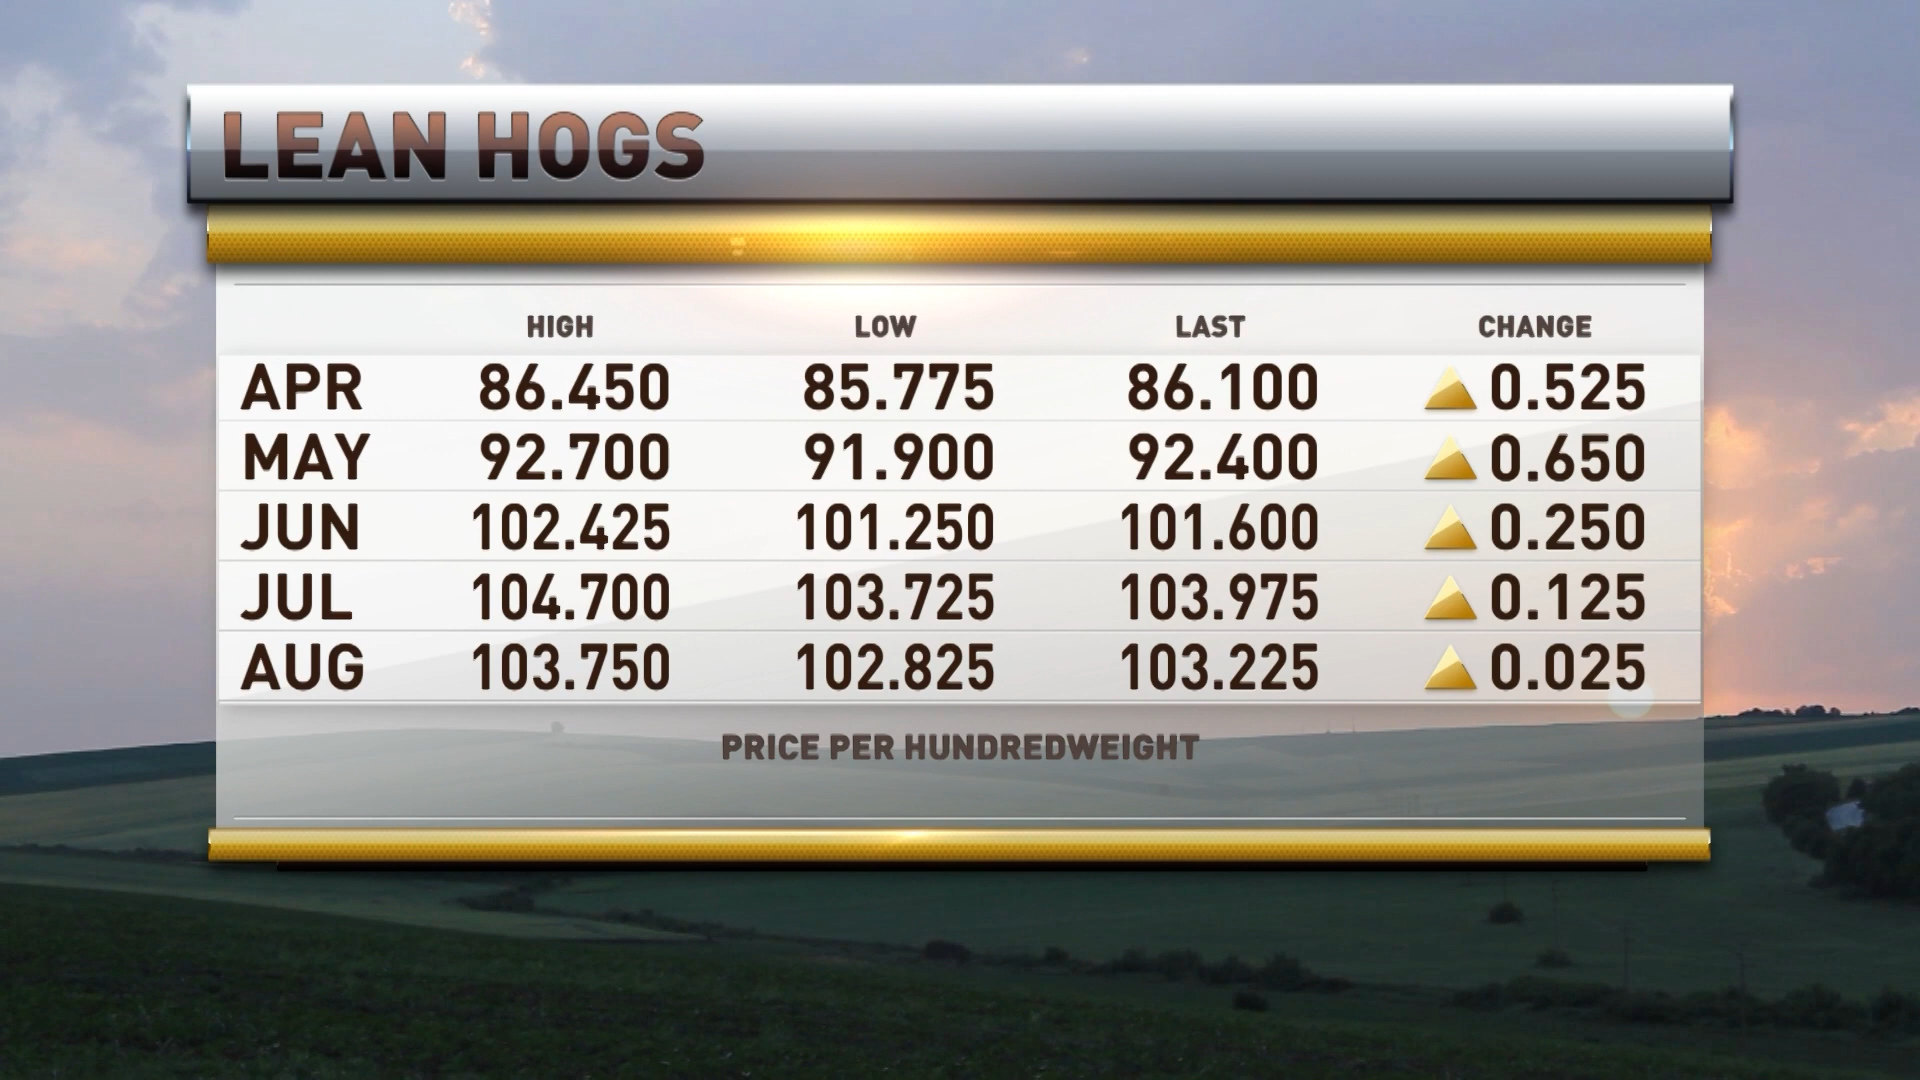 LEAN HOGS
HIGH LOW LAST CHANGE
APR 86.450 85.775 86.100 0.525
MAY 92.700 91.900 92.400 0.650
JUN 102.425 101.250 101.600 0.250
JUL 104.700 103.725 103.975 0.125
AUG 103.750 102.825 103.225 0.025
PRICE PER HUNDREDWEIGHT